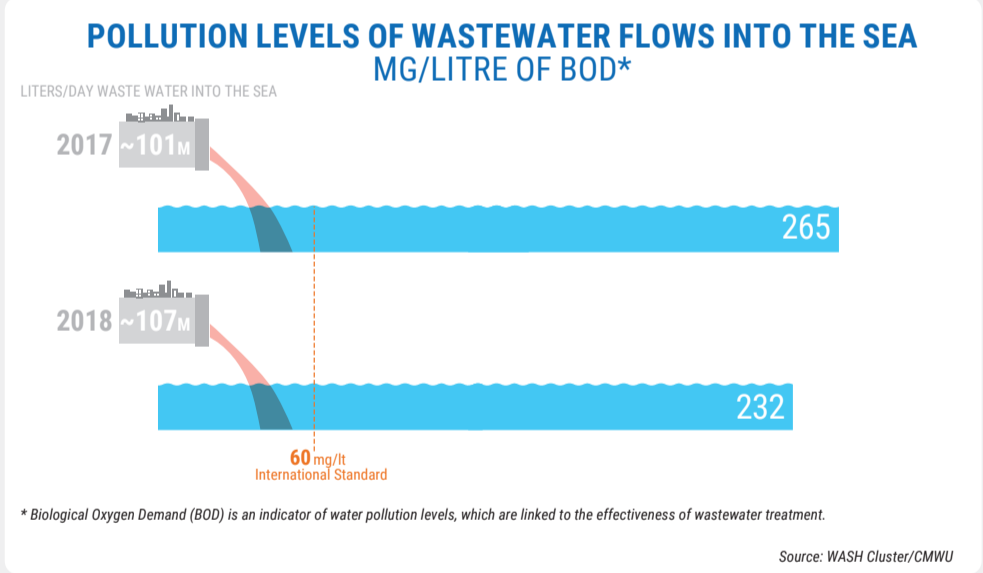 POLLUTION LEVELS OF WASTEWATER FLOWS INTO THE SEA
MG/LITRE OF BOD*
LITERS/DAY WASTE WATER INTO THE SEA
2017 ~101M
265
2018 ~107M
232
60 mg/lt
International Standard
* Biological Oxygen Demand (BOD) is an indicator of water pollution levels, which are linked to the effectiveness of wastewater treatment.
Source: WASH Cluster/CMWU